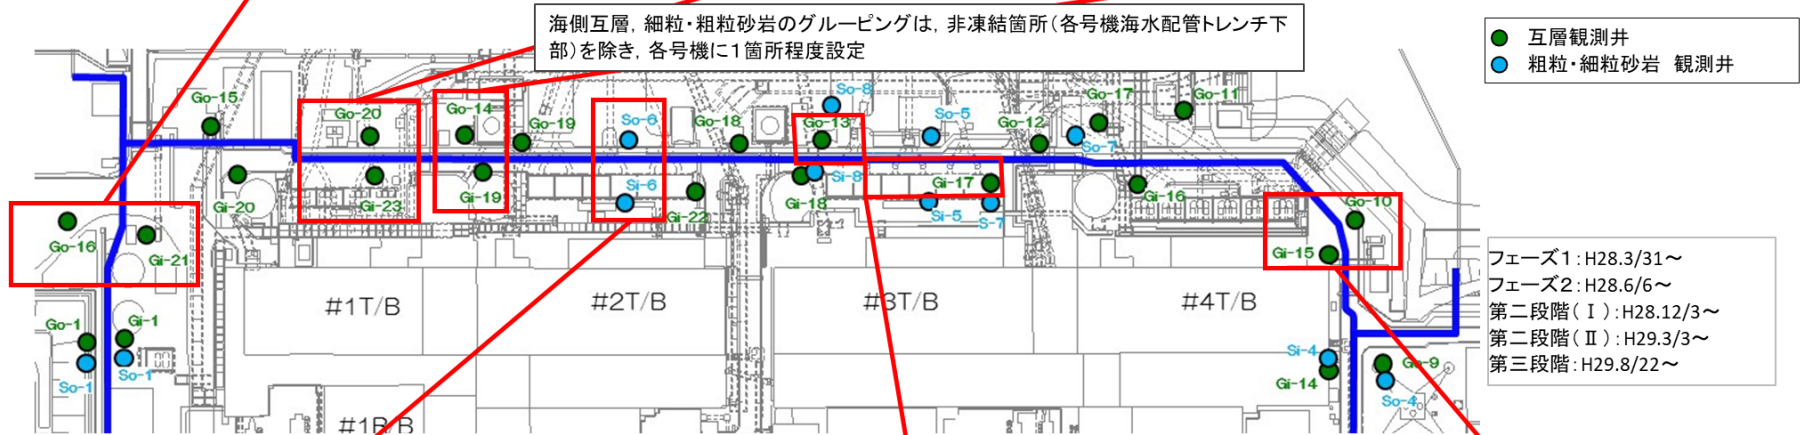 海側互層，細粒・粗粒砂岩のグルーピングは，非凍結箇所（各号機海水配管トレンチ下
部）を除き，各号機に１箇所程度設定
互層観測井
粗粒・細粒砂岩　観測井
Go-15
Go-20
Go-14
Go-19
So-6
Go-18
So-8
Go-13
So-5
Go-12
Go-17
So-7
Go-11
Gi-20
Gi-23
Gi-19
Si-6
Gi-22
Gi-18
Si-8
Gi-17
Si-5
S-7
Gi-16
Go-10
Gi-15
Go-16
Gi-21
#1T/B
#2T/B
#3T/B
#4T/B
Go-1
Gi-1
So-1
So-1
Si-4
Gi-14
Go-9
So-4
#1R/B
フェーズ１：H28.3/31～
フェーズ２：H28.6/6～
第二段階（Ⅰ）：H28.12/3～
第二段階（Ⅱ）：H29.3/3～
第三段階：H29.8/22～